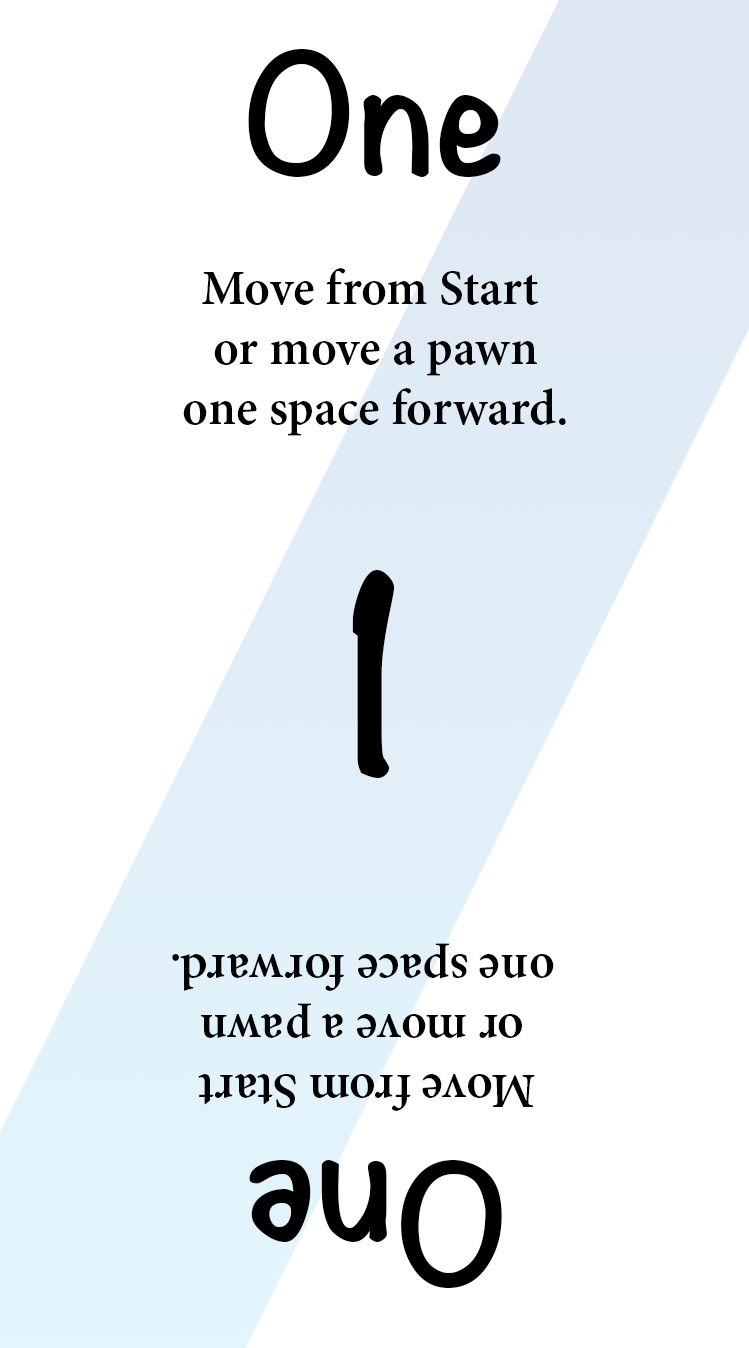 One
Move from Start
or move a pawn
one space forward.
1
One
Move from Start
or move a pawn
one space forward.